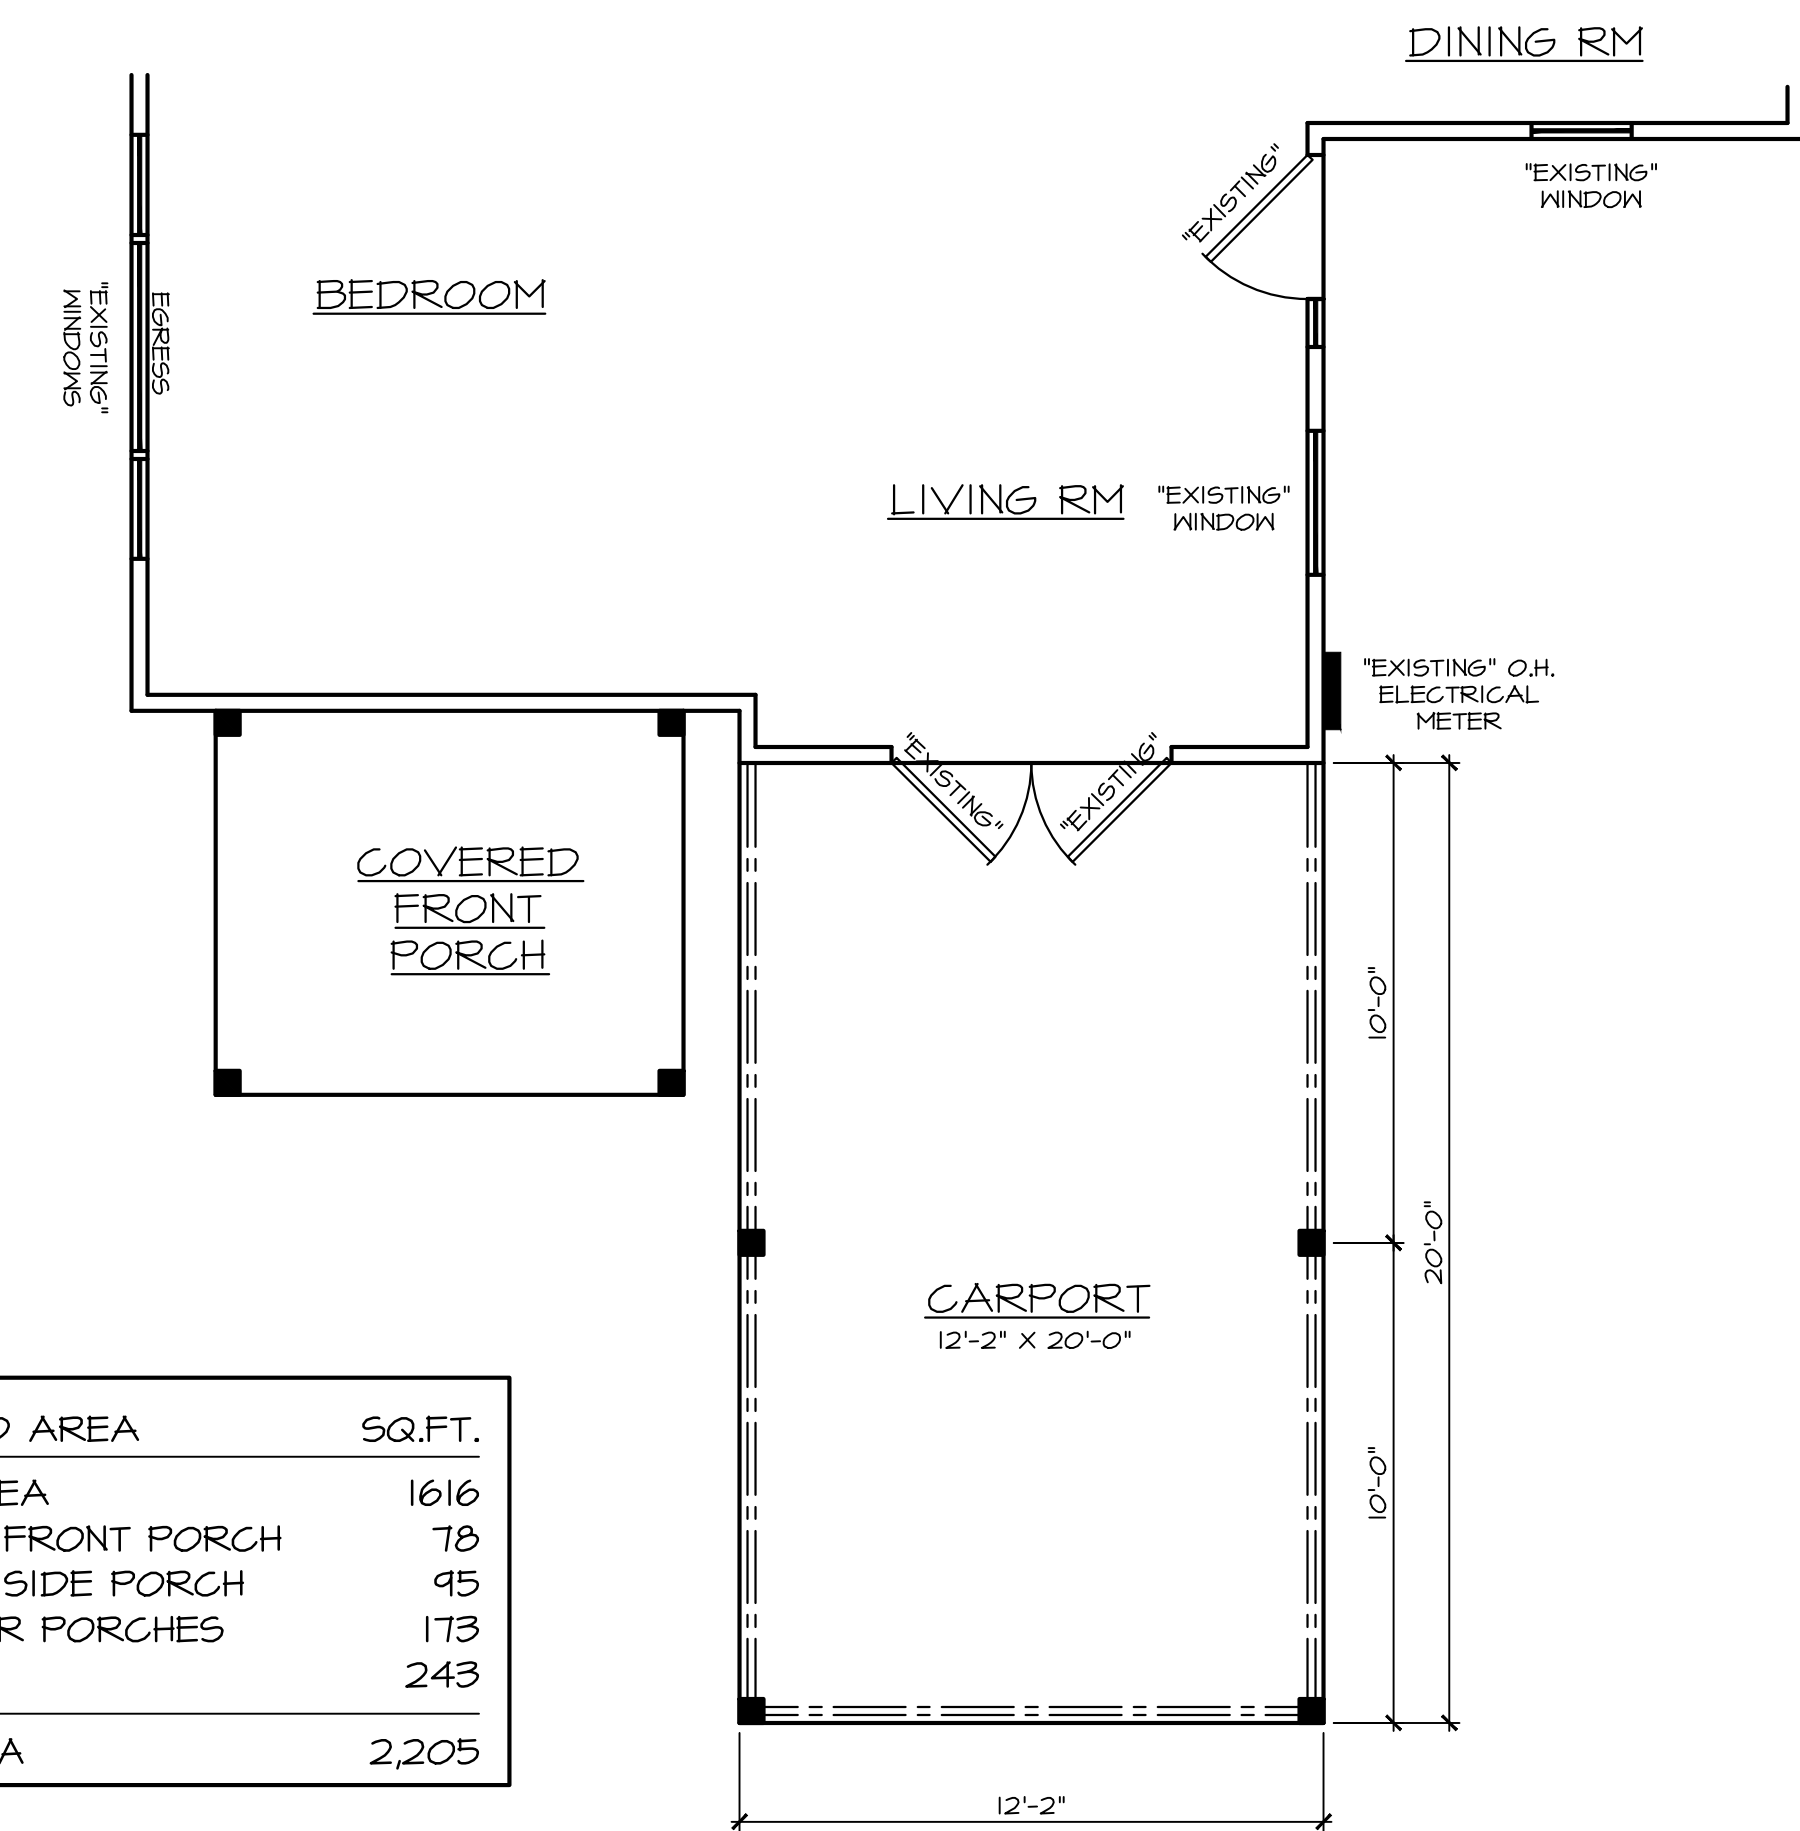 DINING RM
"EXISTING"
"EXISTING"
WINDOW
BEDROOM
"EXISTING"
WINDOWS
EGRESS
LIVING RM
"EXISTING"
WINDOW
"EXISTING" O.H.
ELECTRICAL
METER
"EXISTING"
"EXISTING"
COVERED
FRONT
PORCH
10'-0"
20'-0"
CARPORT
12'-2" X 20'-0"
10'-0"
AREA SQ.FT.
1616
FRONT PORCH 78
SIDE PORCH 95
PORCHES 173
243
2,205
12'-2"